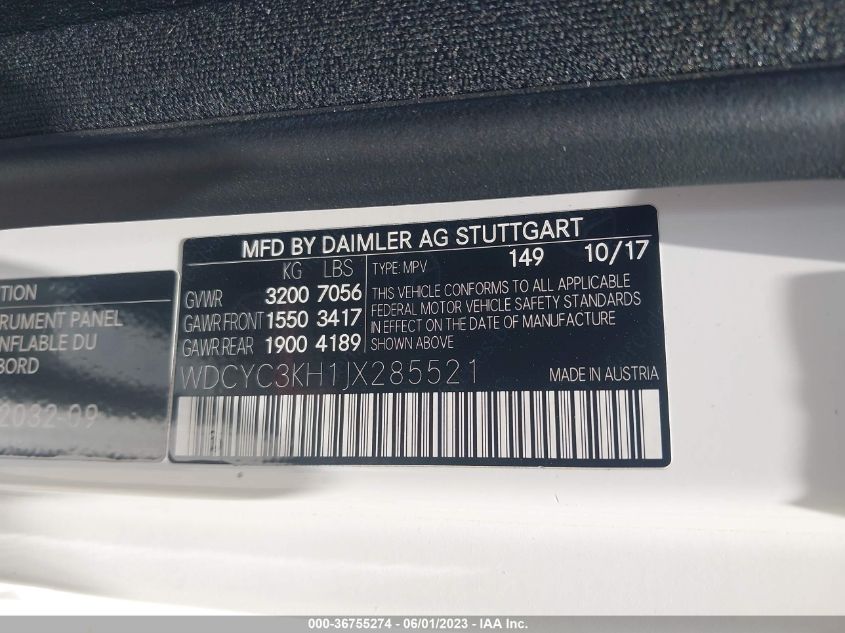 MFD BY DAIMLER AG STUTTGART
KG LBS
GVWR 3200 7056
GAWR FRONT 1550 3417
GAWR REAR 1900 4189
TYPE: MPV 149 10/17
THIS VEHICLE CONFORMS TO ALL APPLICABLE
FEDERAL MOTOR VEHICLE SAFETY STANDARDS
IN EFFECT ON THE DATE OF MANUFACTURE
SHOWN ABOVE
WDCYC3KH1JX285521 MADE IN AUSTRIA
TION
RUMENT PANEL
ONFLABLE DU
BORD
2032-09
000-36755274 - 06/01/2023 - IAA Inc.